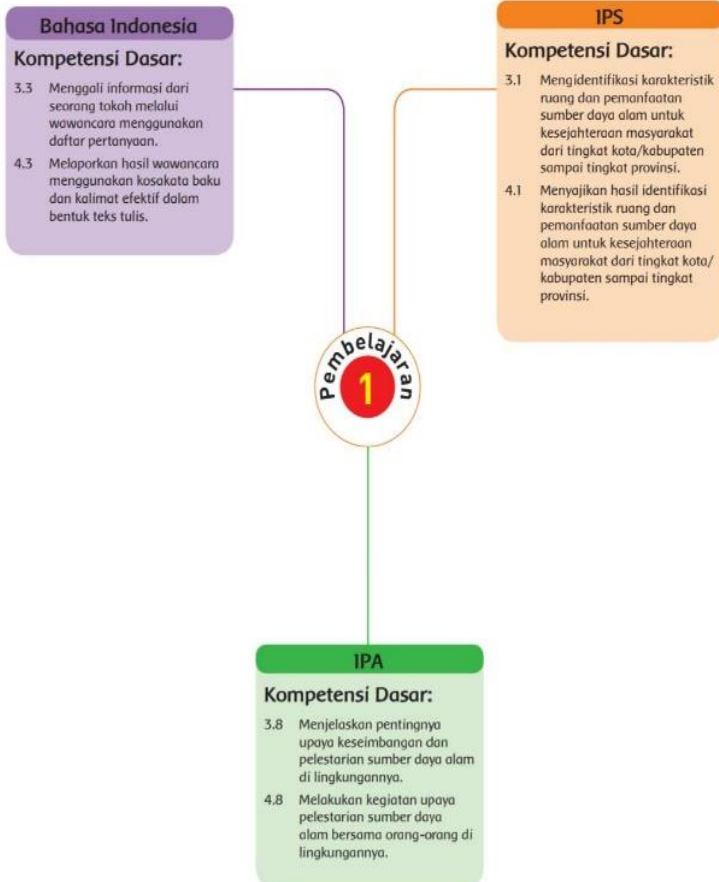 Bahasa Indonesia
Kompetensi Dasar:
3.3 Menggali informasi dari
seorang tokoh melalui
wawancara menggunakan
daftar pertanyaan.
4.3 Melaporkan hasil wawancara
menggunakan kosakata baku
dan kalimat efektif dalam
bentuk teks tulis.
IPS
Kompetensi Dasar:
3.1 Mengidentifikasi karakteristik
ruang dan pemanfaatan
sumber daya alam untuk
kesejahteraan masyarakat
dari tingkat kota/kabupaten
sampai tingkat provinsi.
4.1 Menyajikan hasil identifikasi
karakteristik ruang dan
pemanfaatan sumber daya
alam untuk kesejahteraan
masyarakat dari tingkat kota/
kabupaten sampai tingkat
provinsi.
Pembelajaran
1
IPA
Kompetensi Dasar:
3.8 Menjelaskan pentingnya
upaya keseimbangan dan
pelestarian sumber daya alam
di lingkungannya.
4.8 Melakukan kegiatan upaya
pelestarian sumber daya
alam bersama orang-orang di
lingkungannya.